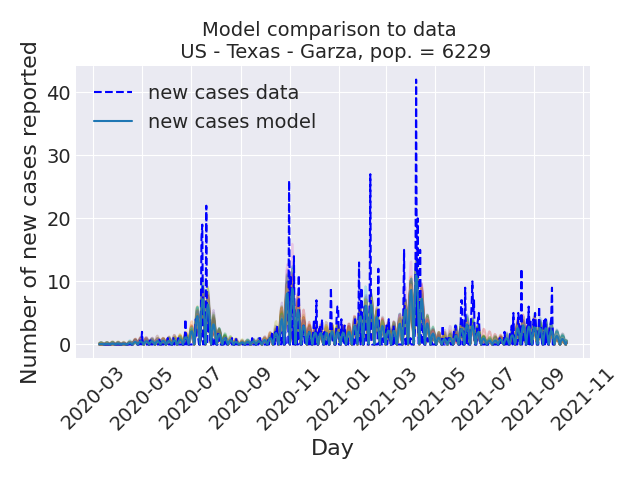 Model comparison to data
US - Texas - Garza, pop. = 6229
Number of new cases reported
new cases data
new cases model
40
30
20
10
0
2020-03
2020-05
2020-07
2020-09
2020-11
2021-01
2021-03
2021-05
2021-07
2021-09
2021-11
Day